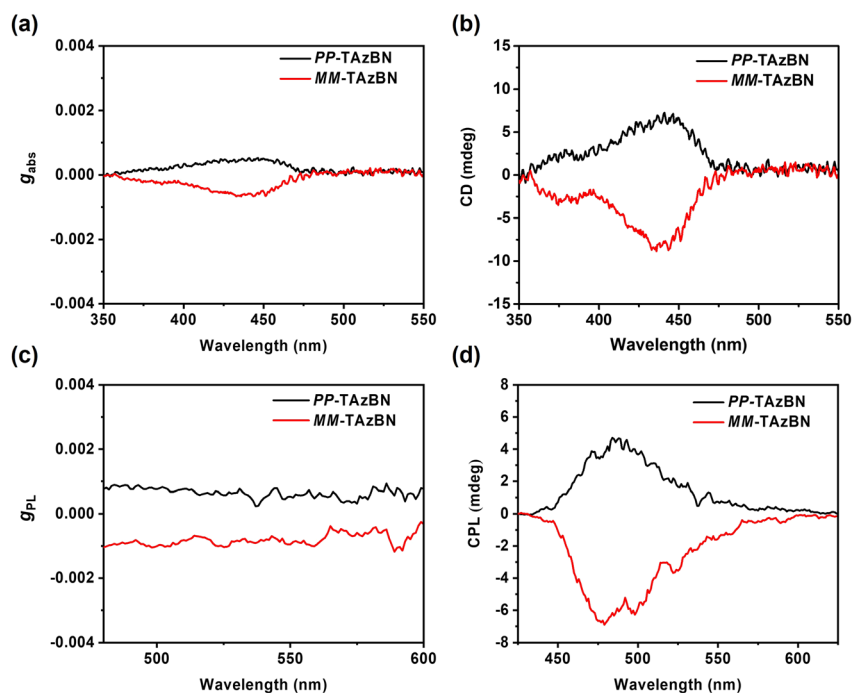 (a)
0.004
0.002
0.000
-0.002
-0.004
g_abs
PP-TAzBN
MM-TAzBN
350 400 450 500 550
Wavelength (nm)
(b)
15
10
5
0
-5
-10
-15
CD (mdeg)
PP-TAzBN
MM-TAzBN
350 400 450 500 550
Wavelength (nm)
(c)
0.004
0.002
0.000
-0.002
-0.004
g_PL
PP-TAzBN
MM-TAzBN
500 550 600
Wavelength (nm)
(d)
8
6
4
2
0
-2
-4
-6
-8
CPL (mdeg)
PP-TAzBN
MM-TAzBN
450 500 550 600
Wavelength (nm)